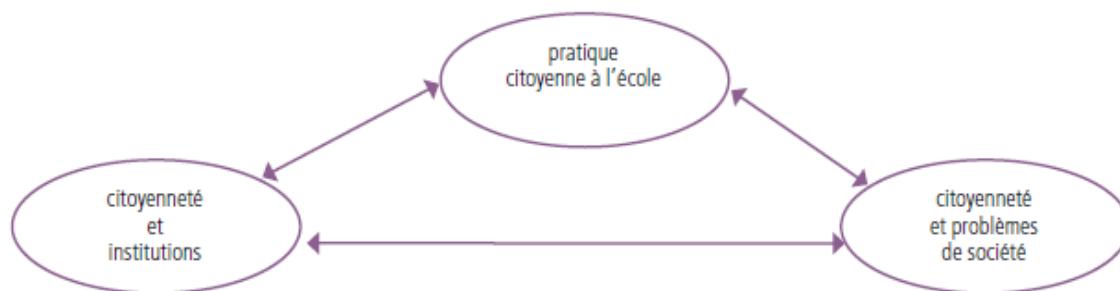 pratique
citoyenne à l'école
citoyenneté
et
institutions
citoyenneté
et problèmes
de société